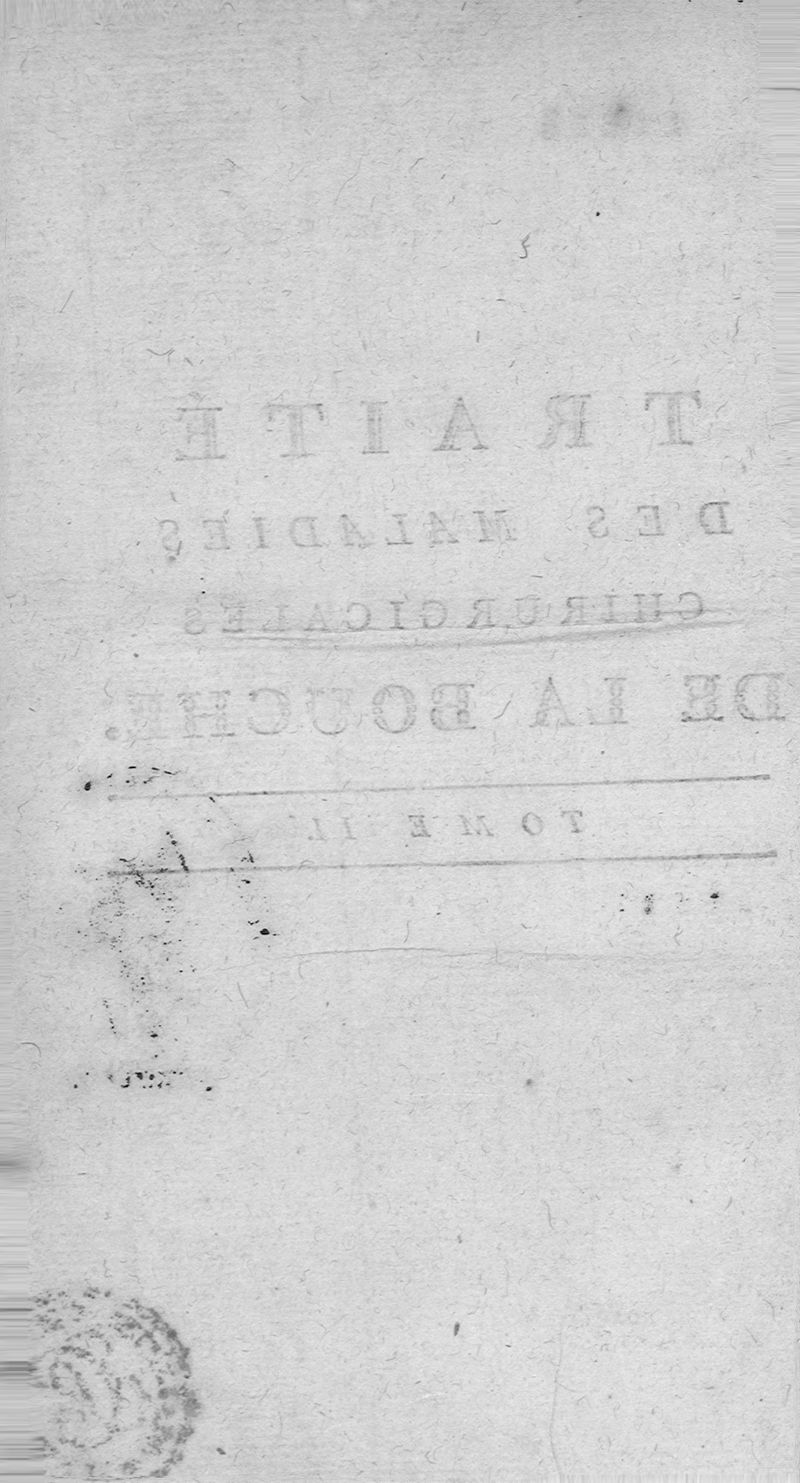 TRAITÉ
DES MALADIES
CHIRURGICALES
DE LA BOUCHE.
TOME II.